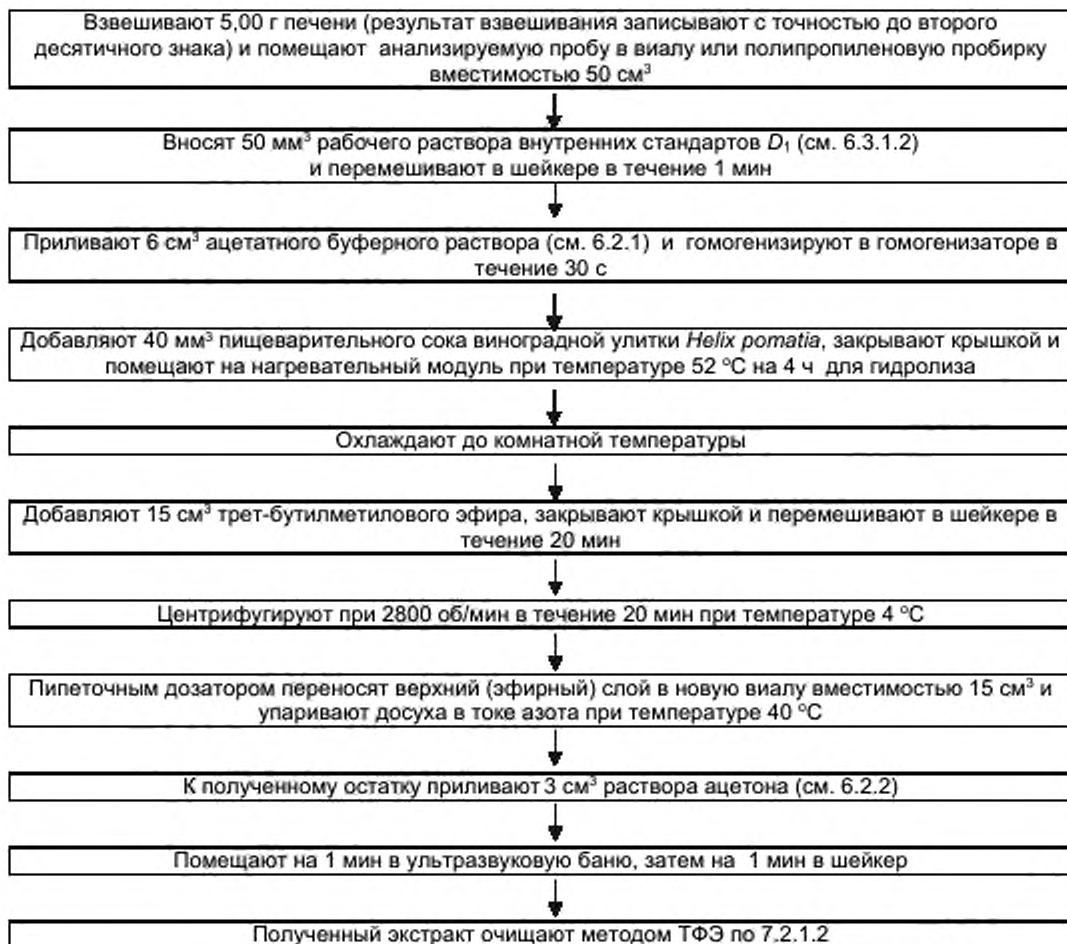 Взвешивают 5,00 г печени (результат взвешивания записывают с точностью до второго
десятичного знака) и помещают анализируемую пробу в виалу или полипропиленовую пробирку
вместимостью 50 см³
Вносят 50 мм³ рабочего раствора внутренних стандартов D₁ (см. 6.3.1.2)
и перемешивают в шейкере в течение 1 мин
Приливают 6 см³ ацетатного буферного раствора (см. 6.2.1) и гомогенизируют в гомогенизаторе в
течение 30 с
Добавляют 40 мм³ пищеварительного сока виноградной улитки Helix pomatia, закрывают крышкой и
помещают на нагревательный модуль при температуре 52 °С на 4 ч для гидролиза
Охлаждают до комнатной температуры
Добавляют 15 см³ трет-бутилметилового эфира, закрывают крышкой и перемешивают в шейкере в
течение 20 мин
Центрифугируют при 2800 об/мин в течение 20 мин при температуре 4 °С
Пипеточным дозатором переносят верхний (эфирный) слой в новую виалу вместимостью 15 см³ и
упаривают досуха в токе азота при температуре 40 °С
К полученному остатку приливают 3 см³ раствора ацетона (см. 6.2.2)
Помещают на 1 мин в ультразвуковую баню, затем на 1 мин в шейкер
Полученный экстракт очищают методом ТФЭ по 7.2.1.2